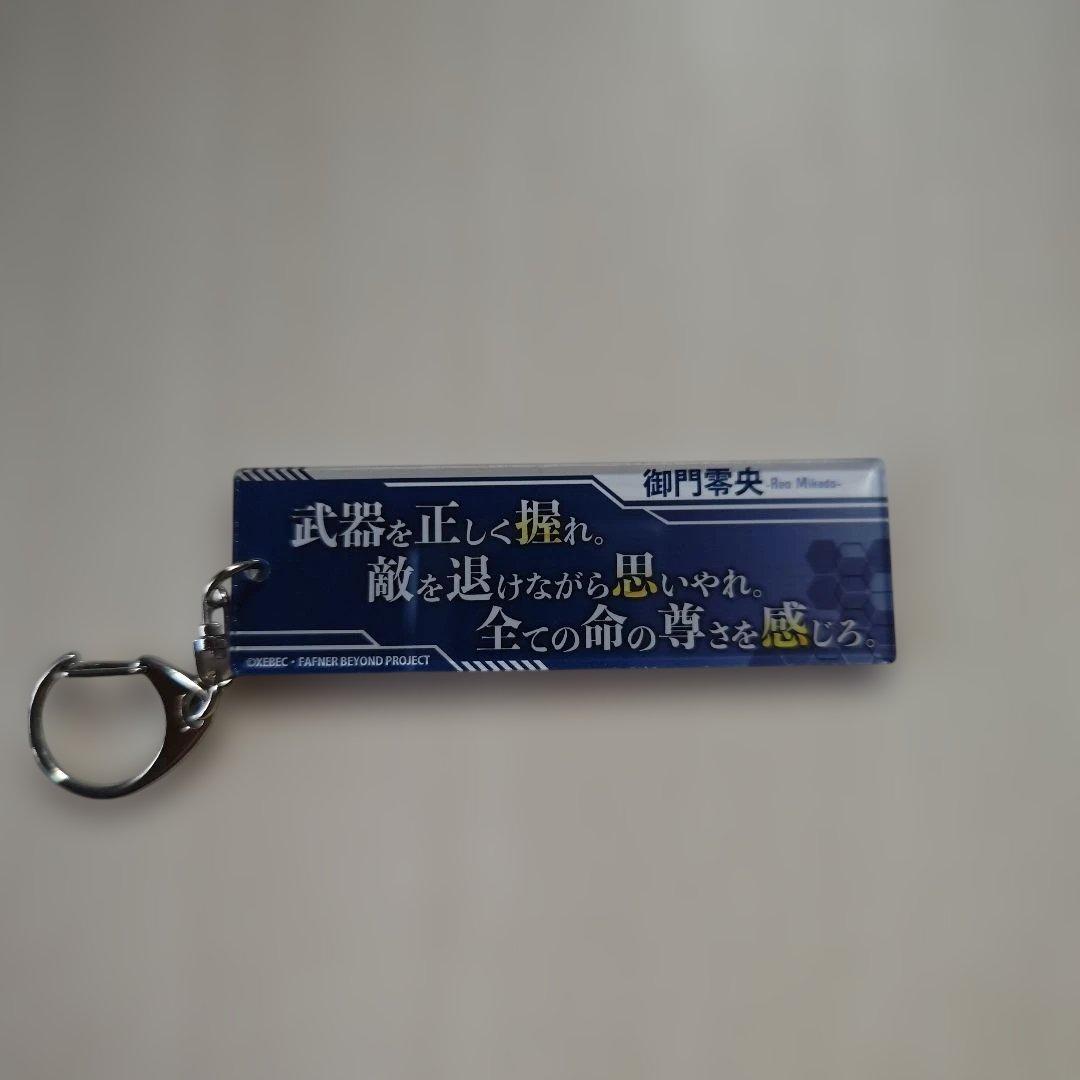 御門零央 -Reo Mikado-
武器を正しく握れ。
敵を退けながら思いやれ。
全ての命の尊さを感じろ。
©XEBEC・FAFNER BEYOND PROJECT